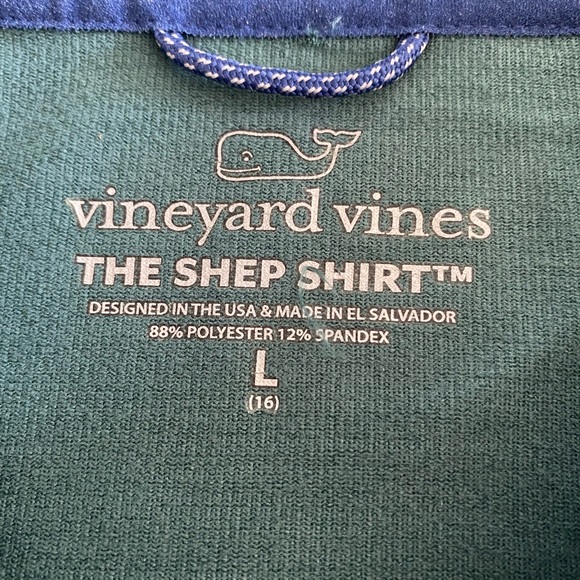 vineyard vines
THE SHEP SHIRT™
DESIGNED IN THE USA & MADE IN EL SALVADOR
88% POLYESTER 12% SPANDEX
L
(16)